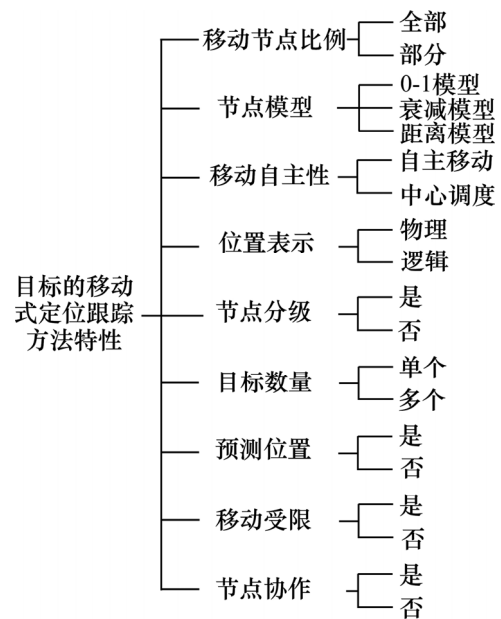 目标的移动
式定位跟踪
方法特性
移动节点比例
全部
部分
节点模型
0-1模型
衰减模型
距离模型
移动自主性
自主移动
中心调度
位置表示
物理
逻辑
节点分级
是
否
目标数量
单个
多个
预测位置
是
否
移动受限
是
否
节点协作
是
否